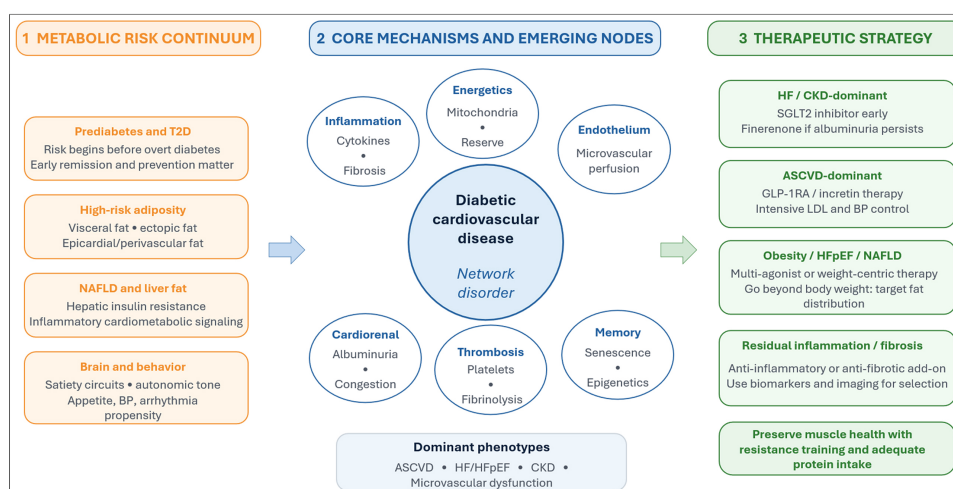 1 METABOLIC RISK CONTINUUM
Prediabetes and T2D
Risk begins before overt diabetes
Early remission and prevention matter
High-risk adiposity
Visceral fat • ectopic fat
Epicardial/perivascular fat
NAFLD and liver fat
Hepatic insulin resistance
Inflammatory cardiometabolic signaling
Brain and behavior
Satiety circuits • autonomic tone
Appetite, BP, arrhythmia
propensity
2 CORE MECHANISMS AND EMERGING NODES
Inflammation
Cytokines
•
Fibrosis
Energetics
Mitochondria
•
Reserve
Endothelium
Microvascular
perfusion
Diabetic
cardiovascular
disease
Network
disorder
Cardiorenal
Albuminuria
•
Congestion
Thrombosis
Platelets
•
Fibrinolysis
Memory
Senescence
•
Epigenetics
Dominant phenotypes
ASCVD • HF/HFpEF • CKD •
Microvascular dysfunction
3 THERAPEUTIC STRATEGY
HF / CKD-dominant
SGLT2 inhibitor early
Finerenone if albuminuria persists
ASCVD-dominant
GLP-1RA / incretin therapy
Intensive LDL and BP control
Obesity / HFpEF / NAFLD
Multi-agonist or weight-centric therapy
Go beyond body weight: target fat
distribution
Residual inflammation / fibrosis
Anti-inflammatory or anti-fibrotic add-on
Use biomarkers and imaging for selection
Preserve muscle health with
resistance training and adequate
protein intake